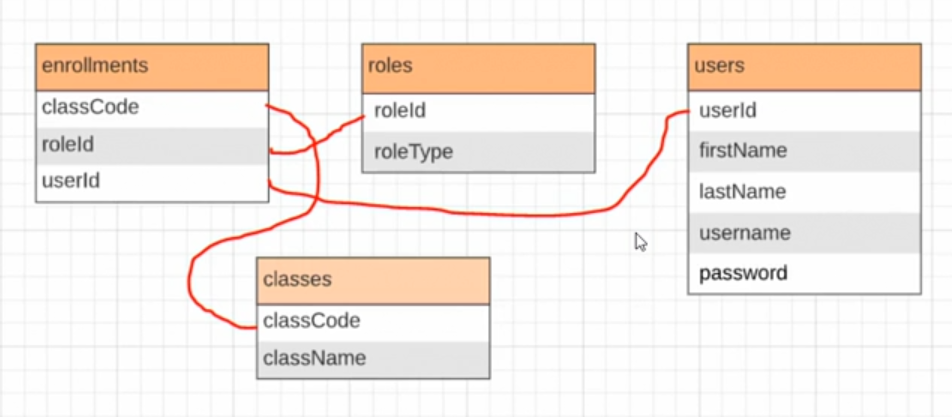 enrollments
classCode
roleId
userId
roles
roleId
roleType
users
userId
firstName
lastName
username
password
classes
classCode
className